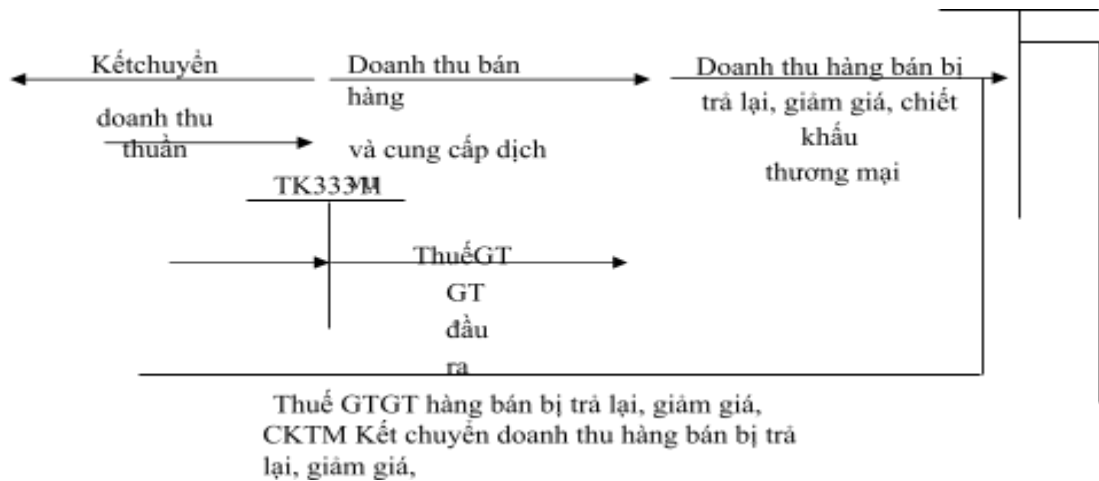 Kếtchuyển
doanh thu
thuần
Doanh thu bán
hàng
và cung cấp dịch
Doanh thu hàng bán bị
trả lại, giảm giá, chiết
khấu
thương mại
ThuếGT
GT
đầu
ra
Thuế GTGT hàng bán bị trả lại, giảm giá,
CKTM Kết chuyển doanh thu hàng bán bị trả
lại, giảm giá,